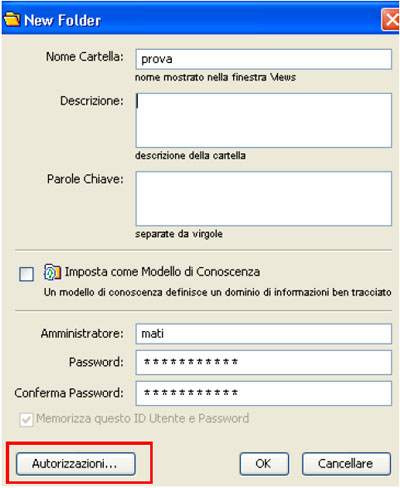 New Folder
Nome Cartella: prova
nome mostrato nella finestra Views
Descrizione:
descrizione della cartella
Parole Chiave:
separate da virgole
Imposta come Modello di Conoscenza
Un modello di conoscenza definisce un dominio di informazioni ben tracciato
Amministratore: mati
Password: ***********
Conferma Password: ***********
Memorizza questo ID Utente e Password
Autorizzazioni... OK Cancellare